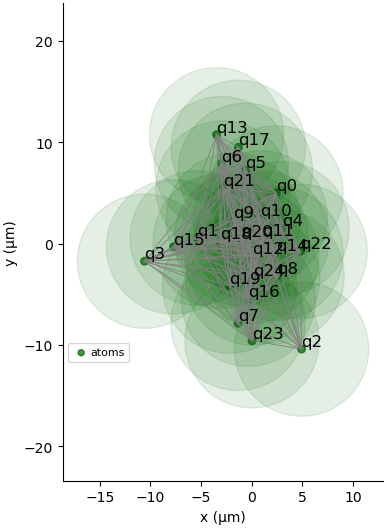 20
q13
q17
10
q6
q5
q21
q0
q9
q10
q4
y (μm)
0
q1
q18
q20
q11
q15
q12
q14
q22
q3
q24
q8
q19
q16
q7
q23
−10
q2
atoms
−20
−15
−10
−5
0
5
10
x (μm)